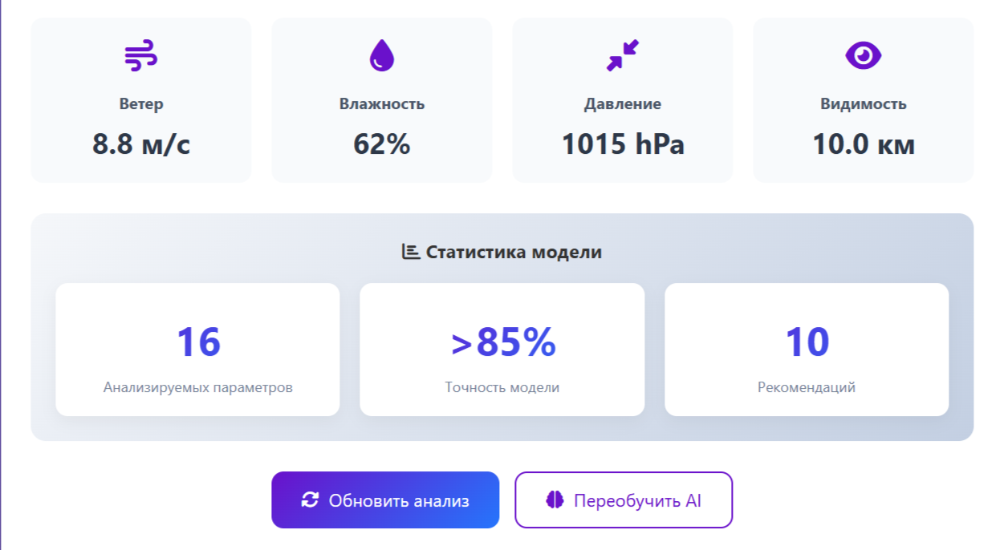 Ветер
8.8 м/с
Влажность
62%
Давление
1015 hPa
Видимость
10.0 км
Статистика модели
16
Анализируемых параметров
>85%
Точность модели
10
Рекомендаций
Обновить анализ
Переобучить AI